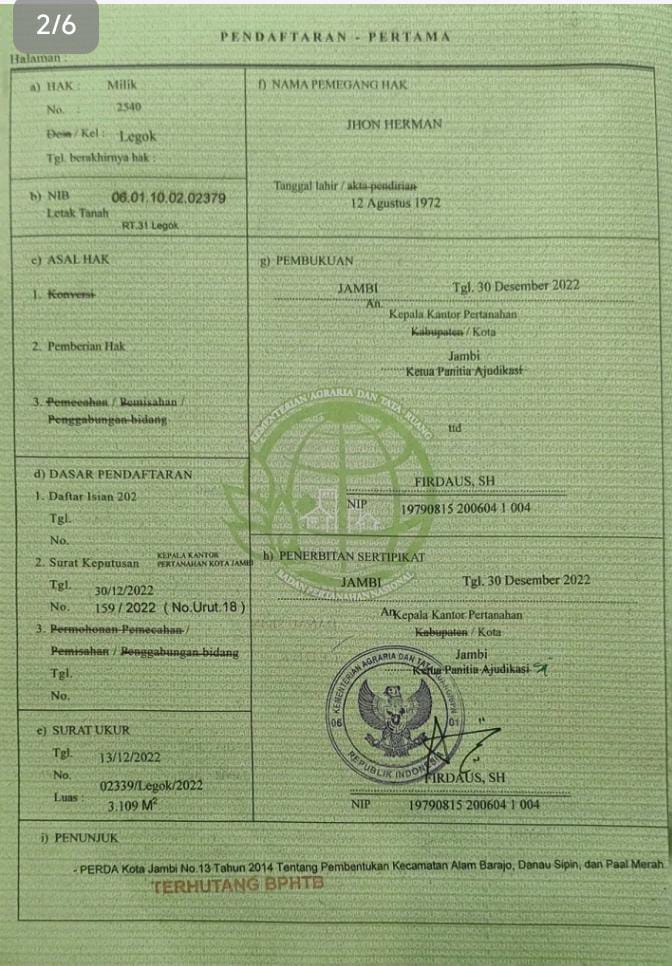 2/6
PENDAFTARAN - PERTAMA
Halaman :
a) HAK : Milik
No. : 2540
Desa / Kel : Legok
Tgl. berakhirnya hak :
b) NIB 06.01.10.02.02379
Letak Tanah
RT.31 Legok
c) ASAL HAK
1. Konversi
2. Pemberian Hak
3. Pemecahan / Pemisahan /
Penggabungan bidang
d) DASAR PENDAFTARAN
1. Daftar Isian 202
Tgl.
No.
2. Surat Keputusan KEPALA KANTOR
PERTANAHAN KOTA JAMBI
Tgl. 30/12/2022
No. 159 / 2022 ( No.Urut.18 )
3. Permohonan Pemecahan /
Pemisahan / Penggabungan bidang
Tgl.
No.
e) SURAT UKUR
Tgl. 13/12/2022
No.
02339/Legok/2022
Luas : 3.109 M²
f) NAMA PEMEGANG HAK
JHON HERMAN
Tanggal lahir / akta pendirian
12 Agustus 1972
g) PEMBUKUAN
JAMBI Tgl. 30 Desember 2022
An.
Kepala Kantor Pertanahan
Kabupaten / Kota
Jambi
Ketua Panitia Ajudikasi
ttd
FIRDAUS, SH
NIP 19790815 200604 1 004
KEMENTERIAN AGRARIA DAN TATA RUANG
BADAN PERTANAHAN NASIONAL
h) PENERBITAN SERTIPIKAT
JAMBI Tgl. 30 Desember 2022
An. Kepala Kantor Pertanahan
Kabupaten / Kota
Jambi
Ketua Panitia Ajudikasi
KEMENTERIAN AGRARIA DAN TATA RUANG/BPN
06 01
REPUBLIK INDONESIA
FIRDAUS, SH
NIP 19790815 200604 1 004
i) PENUNJUK
- PERDA Kota Jambi No.13 Tahun 2014 Tentang Pembentukan Kecamatan Alam Barajo, Danau Sipin, dan Paal Merah
TERHUTANG BPHTB